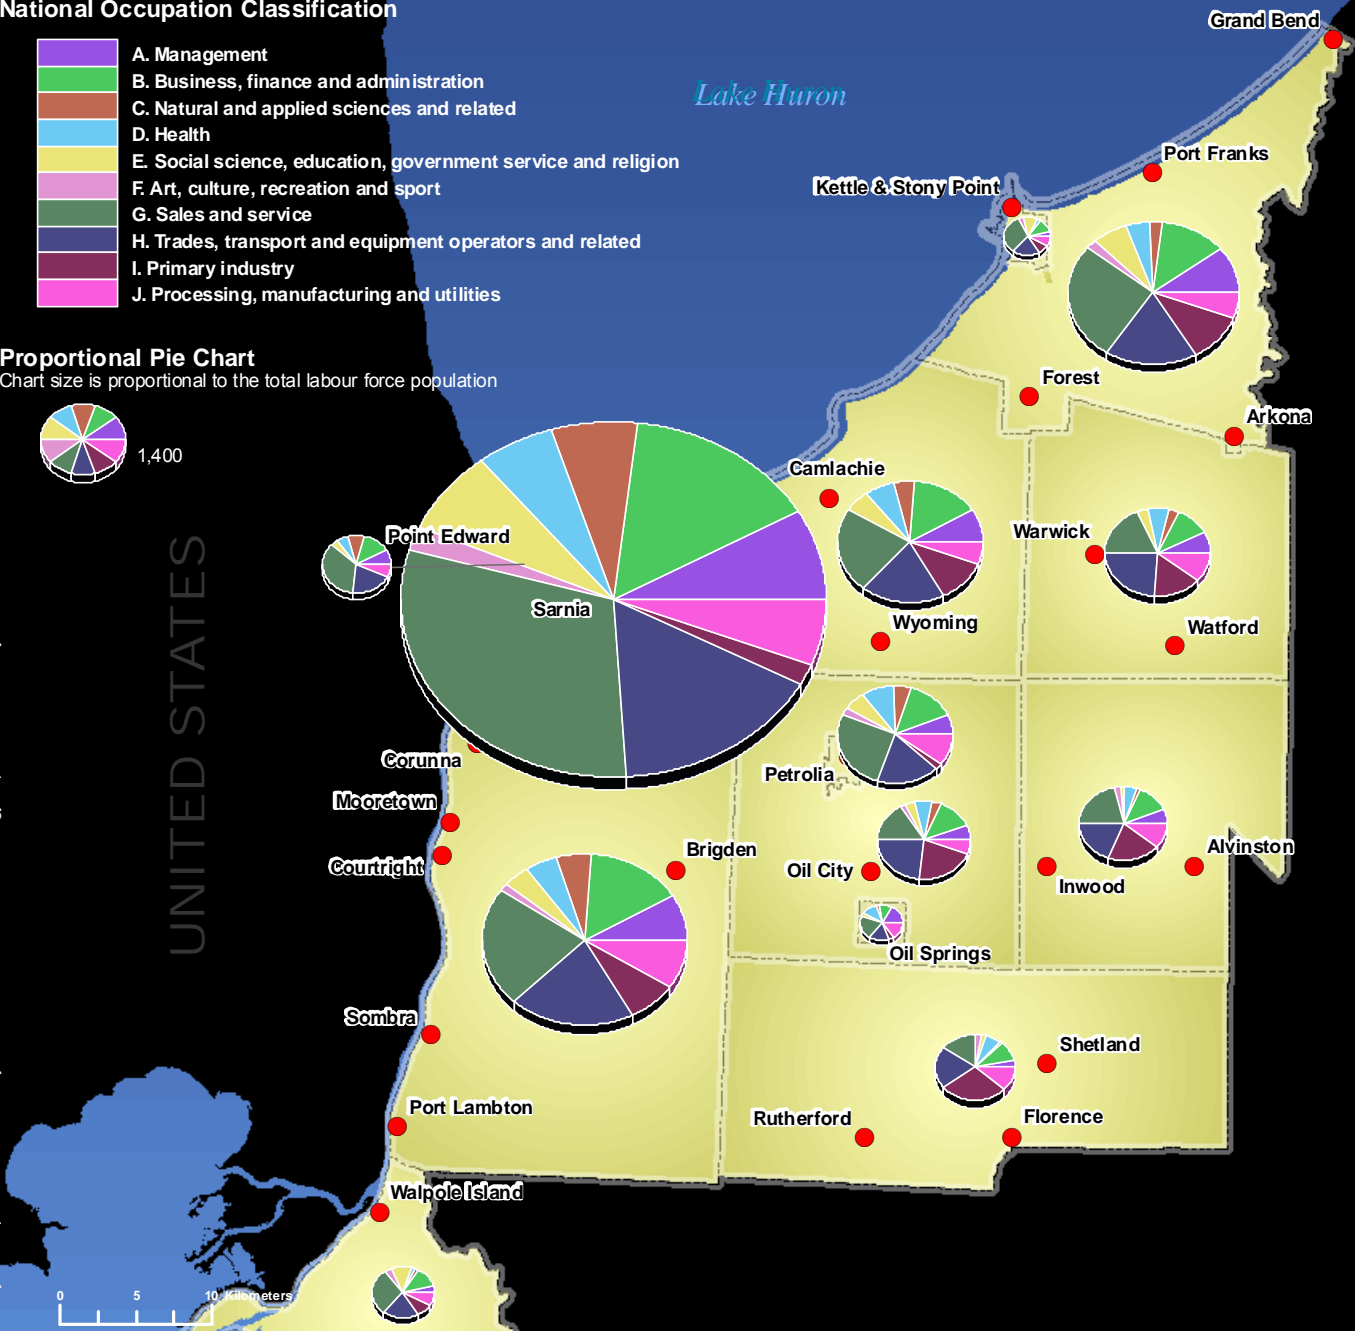 National Occupation Classification
A. Management
B. Business, finance and administration
C. Natural and applied sciences and related
D. Health
E. Social science, education, government service and religion
F. Art, culture, recreation and sport
G. Sales and service
H. Trades, transport and equipment operators and related
I. Primary industry
J. Processing, manufacturing and utilities
Proportional Pie Chart
Chart size is proportional to the total labour force population
1,400
Lake Huron
Grand Bend
Port Franks
Kettle & Stony Point
Forest
Arkona
Camlachie
Warwick
Point Edward
Sarnia
Wyoming
Watford
UNITED STATES
Corunna
Petrolia
Mooretown
Courtright
Brigden
Oil City
Inwood
Alvinston
Oil Springs
Sombra
Shetland
Port Lambton
Rutherford
Florence
Walpole Island
0 5 10 Kilometers